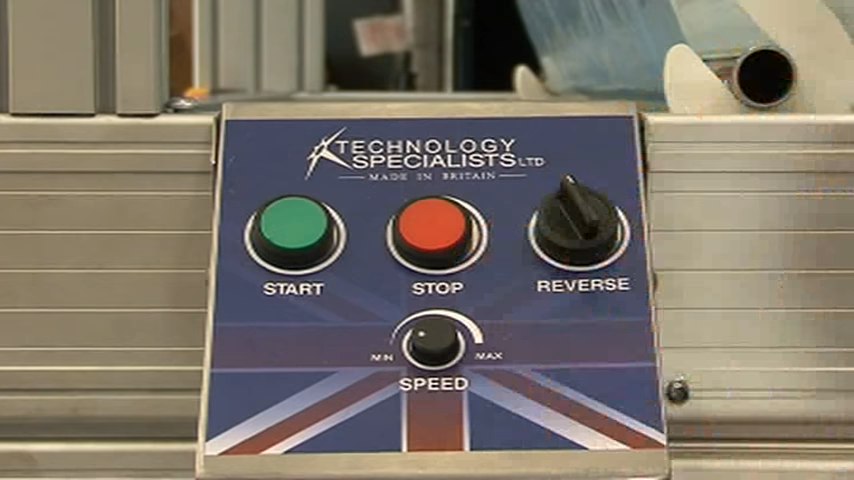 TECHNOLOGY
SPECIALISTS LTD
MADE IN BRITAIN
START STOP REVERSE
MIN MAX
SPEED